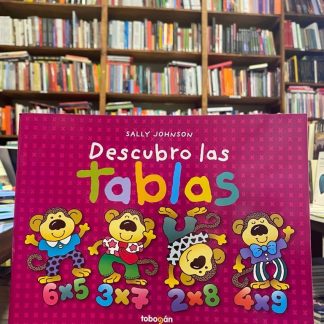 SALLY JOHNSON
Descubro las
tablas
6x5 3x7 2x8 4x9
tobogán